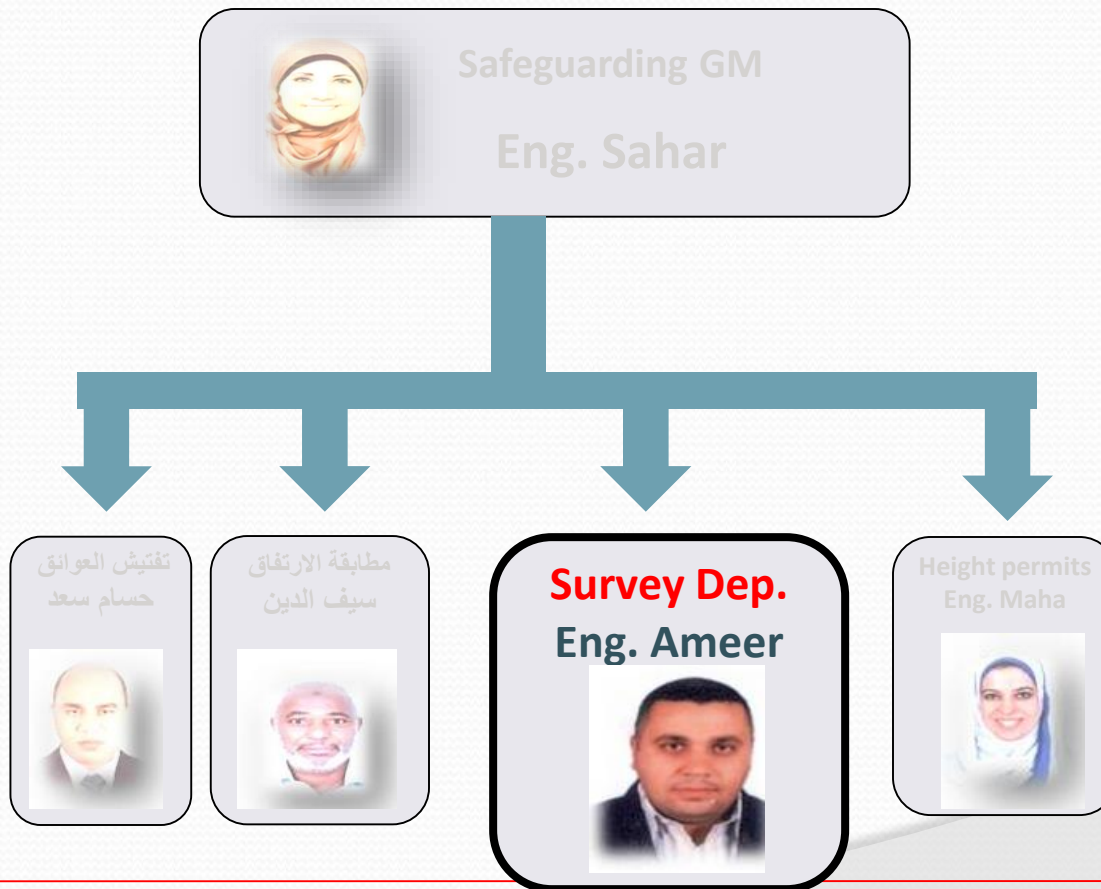 Safeguarding GM
Eng. Sahar
تفتيش العوائق
حسام سعد
مطابقة الارتفاق
سيف الدين
Survey Dep.
Eng. Ameer
Height permits
Eng. Maha